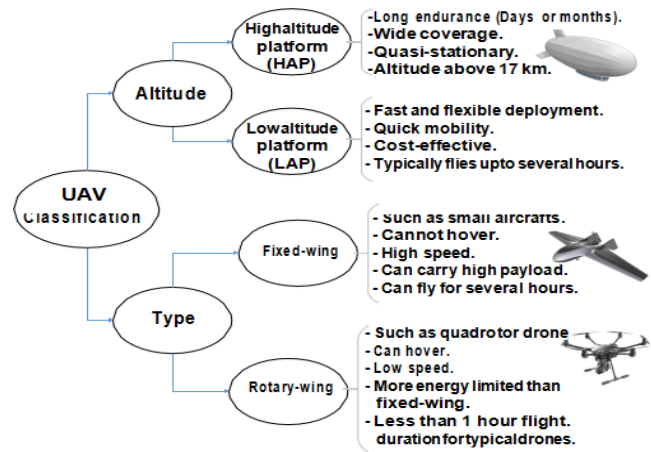 UAV
Classification
Altitude
Highaltitude
platform
(HAP)
-Long endurance (Days or months).
-Wide coverage.
-Quasi-stationary.
-Altitude above 17 km.
Lowaltitude
platform
(LAP)
- Fast and flexible deployment.
- Quick mobility.
- Cost-effective.
- Typically flies upto several hours.
Type
Fixed-wing
- Such as small aircrafts.
- Cannot hover.
- High speed.
- Can carry high payload.
- Can fly for several hours.
Rotary-wing
- Such as quadrotor drone
- Can hover.
- Low speed.
- More energy limited than
fixed-wing.
- Less than 1 hour flight.
durationfortypicaldrones.